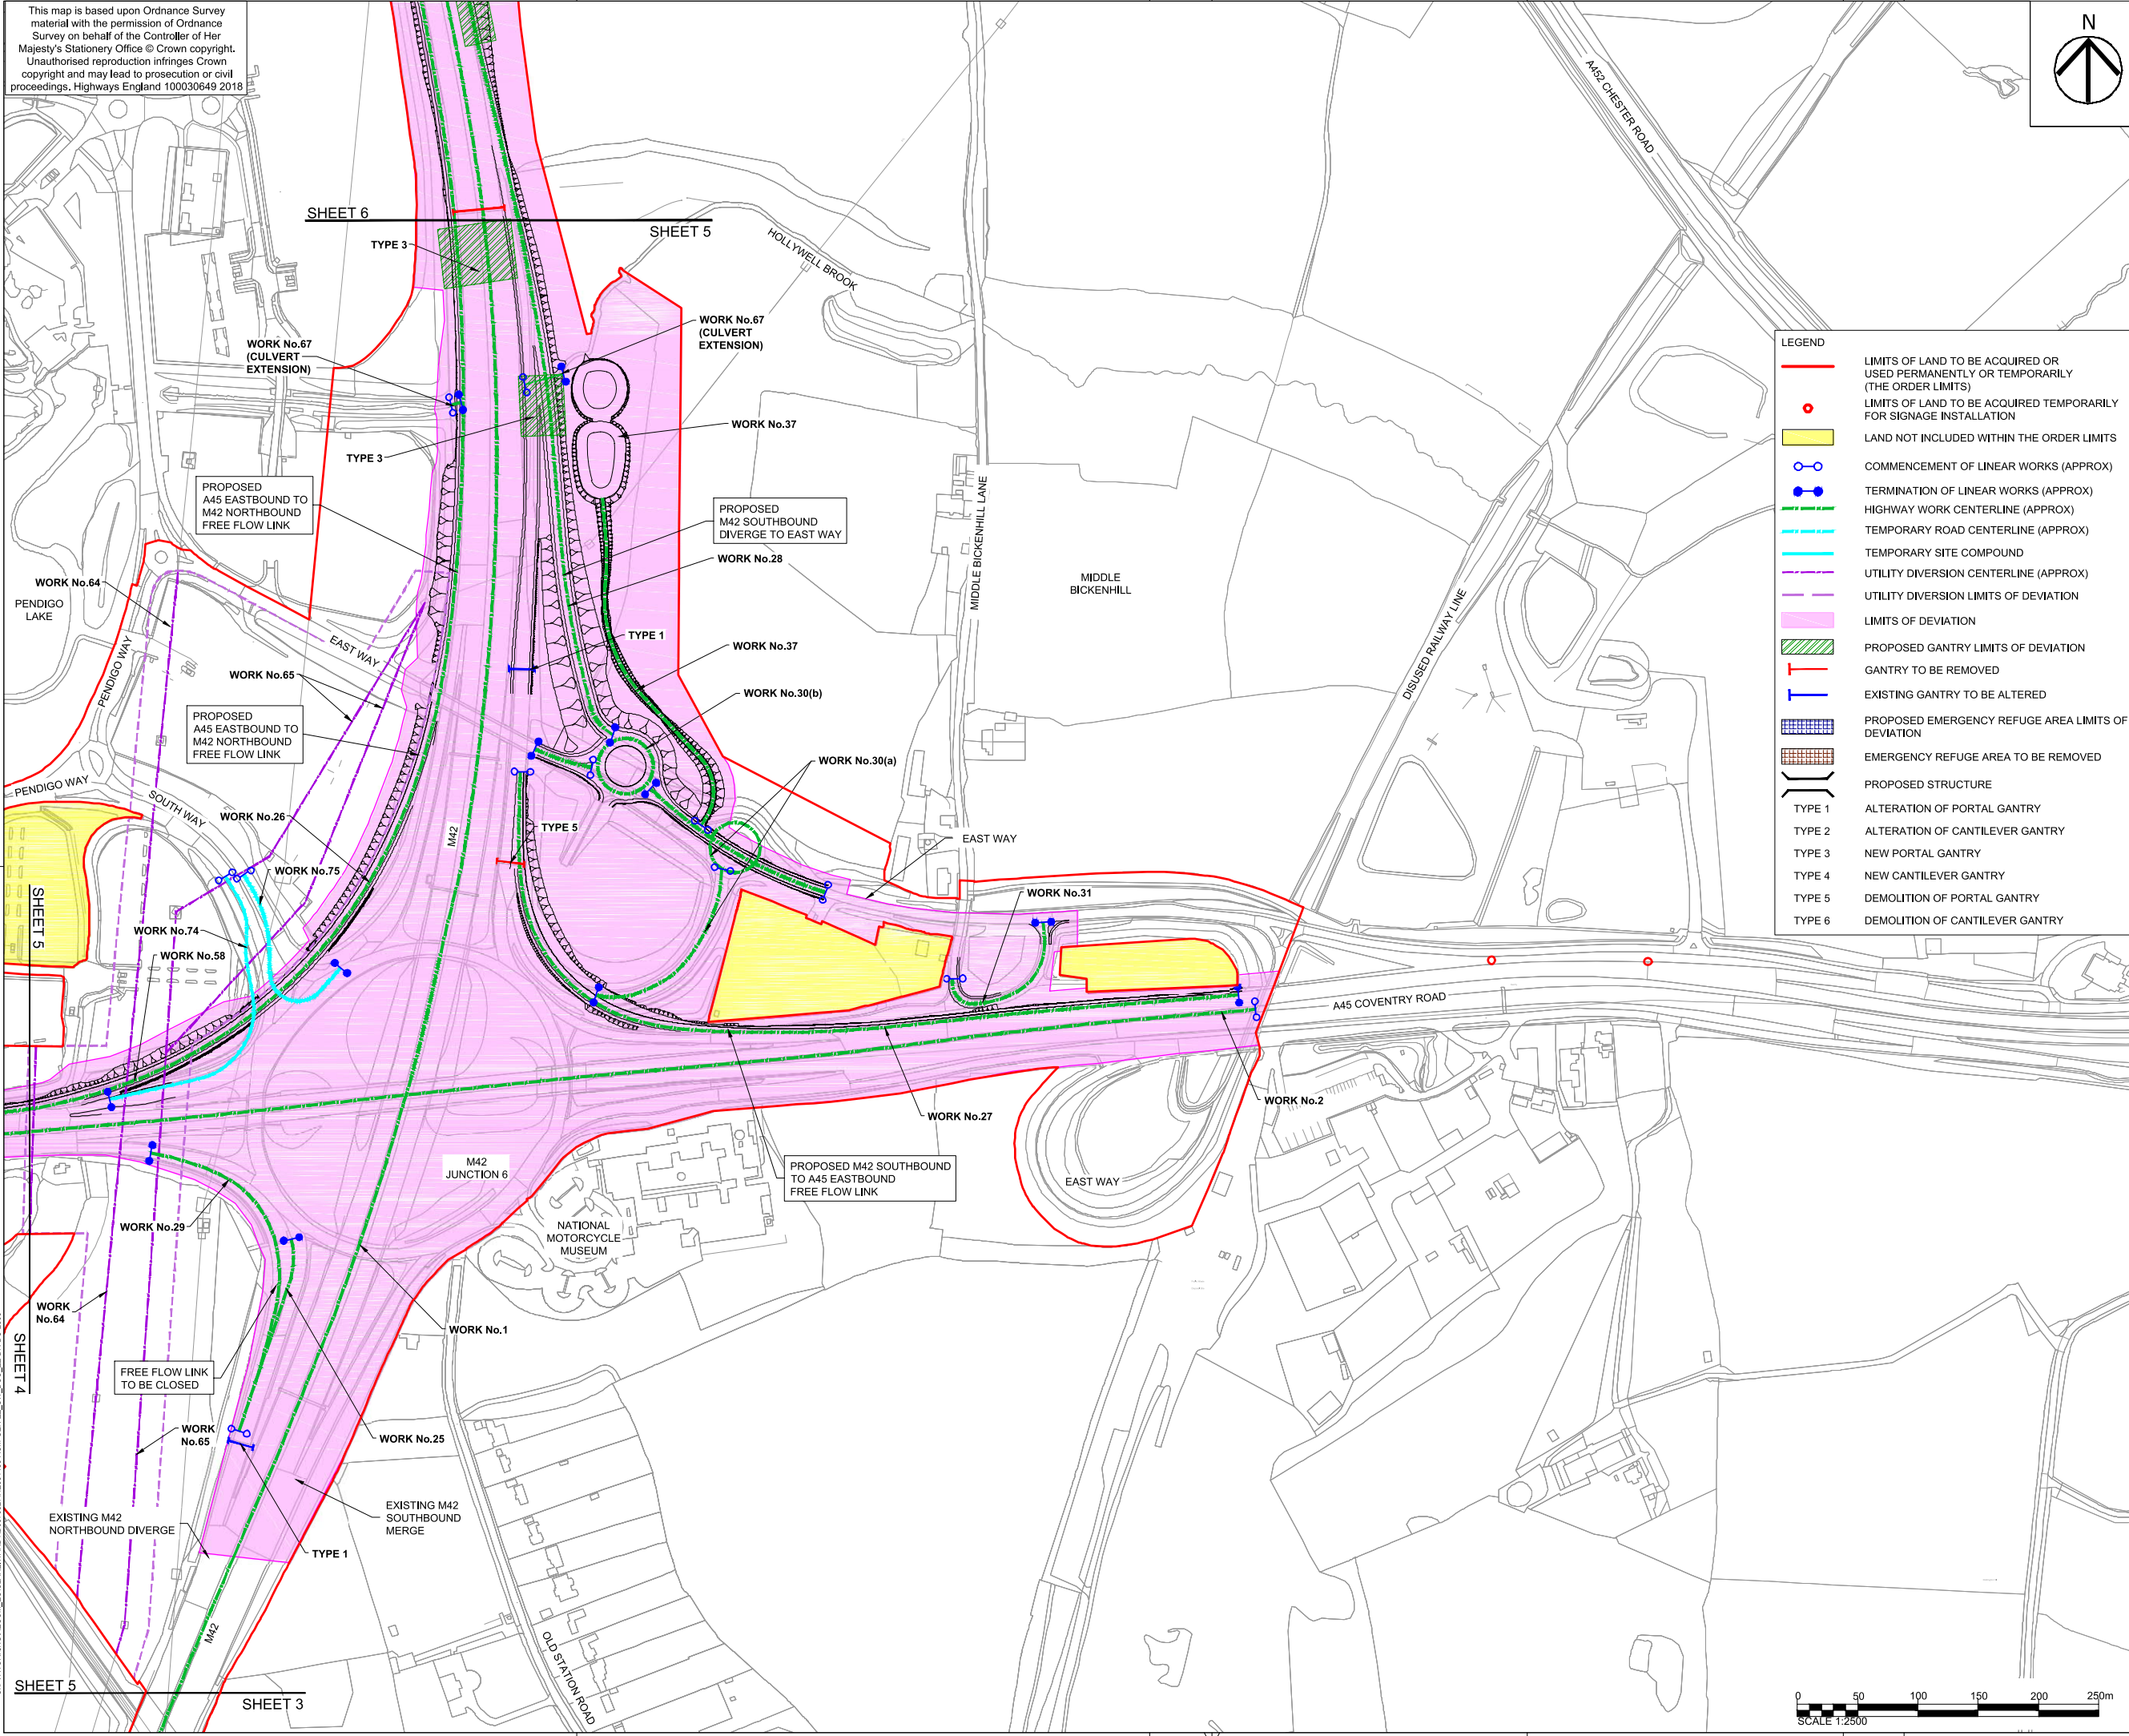 This map is based upon Ordnance Survey
material with the permission of Ordnance
Survey on behalf of the Controller of Her
Majesty's Stationery Office © Crown copyright.
Unauthorised reproduction infringes Crown
copyright and may lead to prosecution or civil
proceedings. Highways England 100030649 2018
N
A452 CHESTER ROAD
SHEET 6
SHEET 5
TYPE 3
HOLLYWELL BROOK
WORK No.67
(CULVERT
EXTENSION)
WORK No.67
(CULVERT
EXTENSION)
WORK No.37
TYPE 3
PROPOSED
A45 EASTBOUND TO
M42 NORTHBOUND
FREE FLOW LINK
PROPOSED
M42 SOUTHBOUND
DIVERGE TO EAST WAY
WORK No.28
MIDDLE BICKENHILL LANE
MIDDLE
BICKENHILL
WORK No.64
PENDIGO
LAKE
PENDIGO WAY
EAST WAY
TYPE 1
WORK No.37
WORK No.65
WORK No.30(b)
DISUSED RAILWAY LINE
PROPOSED
A45 EASTBOUND TO
M42 NORTHBOUND
FREE FLOW LINK
WORK No.30(a)
PENDIGO WAY
SOUTH WAY
WORK No.26
M42
TYPE 5
EAST WAY
WORK No.75
WORK No.31
SHEET 5
WORK No.74
WORK No.58
A45 COVENTRY ROAD
WORK No.2
WORK No.27
M42
JUNCTION 6
PROPOSED M42 SOUTHBOUND
TO A45 EASTBOUND
FREE FLOW LINK
EAST WAY
WORK No.29
NATIONAL
MOTORCYCLE
MUSEUM
WORK
No.64
SHEET 4
WORK No.1
FREE FLOW LINK
TO BE CLOSED
WORK
No.65
WORK No.25
EXISTING M42
SOUTHBOUND
MERGE
EXISTING M42
NORTHBOUND DIVERGE
TYPE 1
M42
OLD STATION ROAD
SHEET 5
SHEET 3
LEGEND
LIMITS OF LAND TO BE ACQUIRED OR
USED PERMANENTLY OR TEMPORARILY
(THE ORDER LIMITS)
LIMITS OF LAND TO BE ACQUIRED TEMPORARILY
FOR SIGNAGE INSTALLATION
LAND NOT INCLUDED WITHIN THE ORDER LIMITS
COMMENCEMENT OF LINEAR WORKS (APPROX)
TERMINATION OF LINEAR WORKS (APPROX)
HIGHWAY WORK CENTERLINE (APPROX)
TEMPORARY ROAD CENTERLINE (APPROX)
TEMPORARY SITE COMPOUND
UTILITY DIVERSION CENTERLINE (APPROX)
UTILITY DIVERSION LIMITS OF DEVIATION
LIMITS OF DEVIATION
PROPOSED GANTRY LIMITS OF DEVIATION
GANTRY TO BE REMOVED
EXISTING GANTRY TO BE ALTERED
PROPOSED EMERGENCY REFUGE AREA LIMITS OF
DEVIATION
EMERGENCY REFUGE AREA TO BE REMOVED
PROPOSED STRUCTURE
TYPE 1 ALTERATION OF PORTAL GANTRY
TYPE 2 ALTERATION OF CANTILEVER GANTRY
TYPE 3 NEW PORTAL GANTRY
TYPE 4 NEW CANTILEVER GANTRY
TYPE 5 DEMOLITION OF PORTAL GANTRY
TYPE 6 DEMOLITION OF CANTILEVER GANTRY
0 50 100 150 200 250m
SCALE 1:2500